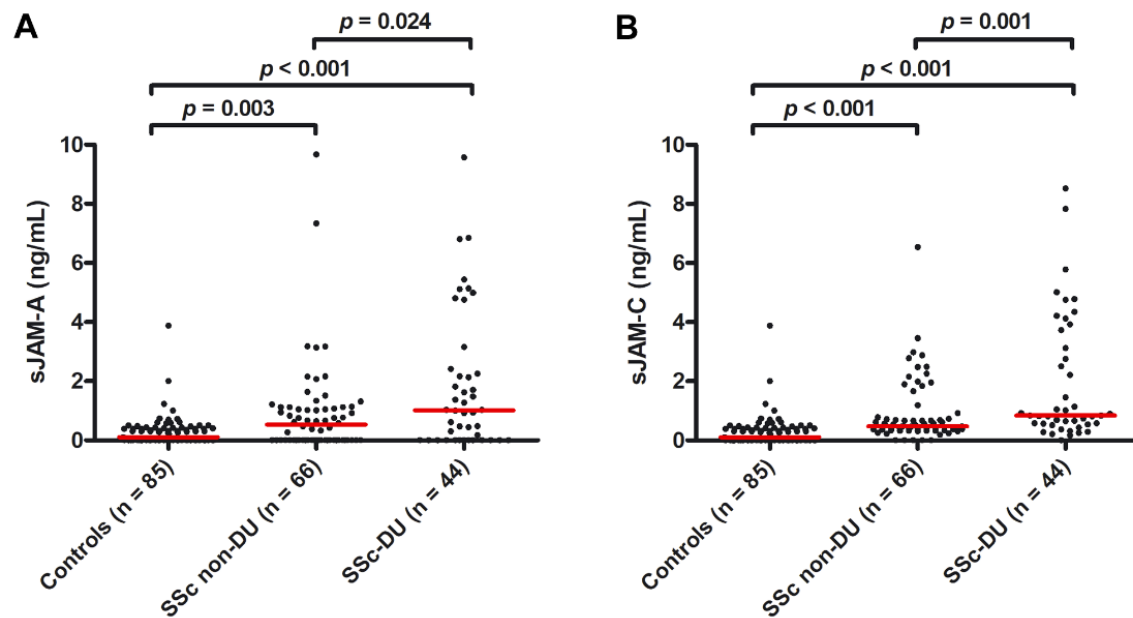 A
p = 0.024
p < 0.001
p = 0.003
10
8
6
4
2
0
sJAM-A (ng/mL)
Controls (n = 85)
SSc non-DU (n = 66)
SSc-DU (n = 44)
B
p = 0.001
p < 0.001
p < 0.001
10
8
6
4
2
0
sJAM-C (ng/mL)
Controls (n = 85)
SSc non-DU (n = 66)
SSc-DU (n = 44)